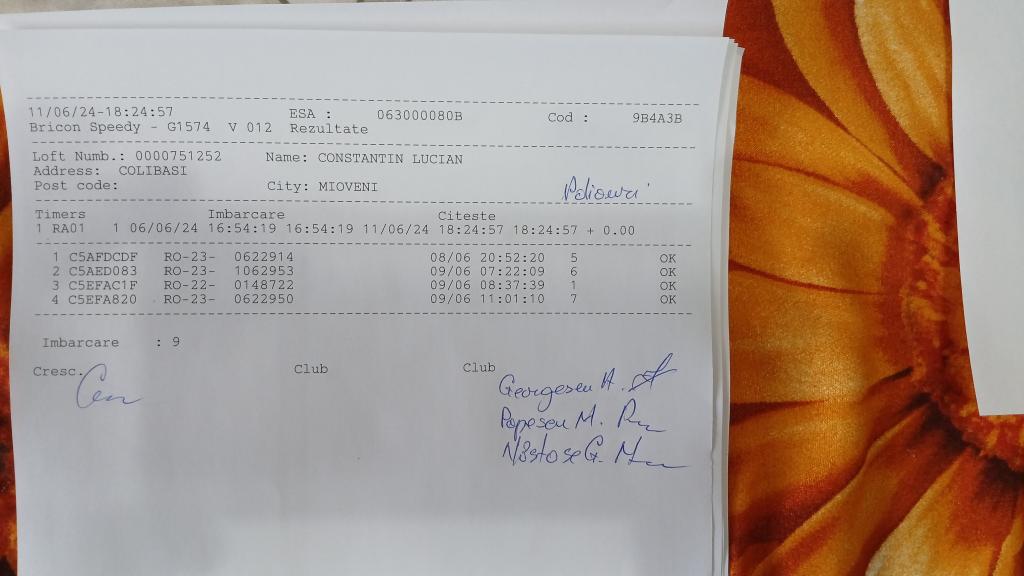 11/06/24-18:24:57 ESA : 063000080B Cod : 9B4A3B
Bricon Speedy - G1574 V 012 Rezultate
Loft Numb.: 0000751252 Name: CONSTANTIN LUCIAN
Address: COLIBASI
Post code: City: MIOVENI
Timers Imbarcare Citeste
1 RA01 1 06/06/24 16:54:19 16:54:19 11/06/24 18:24:57 18:24:57 + 0.00
1 C5AFDCDF RO-23- 0622914 08/06 20:52:20 5 OK
2 C5AED083 RO-23- 1062953 09/06 07:22:09 6 OK
3 C5EFAC1F RO-22- 0148722 09/06 08:37:39 1 OK
4 C5EFA820 RO-23- 0622950 09/06 11:01:10 7 OK
Imbarcare : 9
Cresc. Club Club
Georgescu A.
Popescu M.
Năstase G.